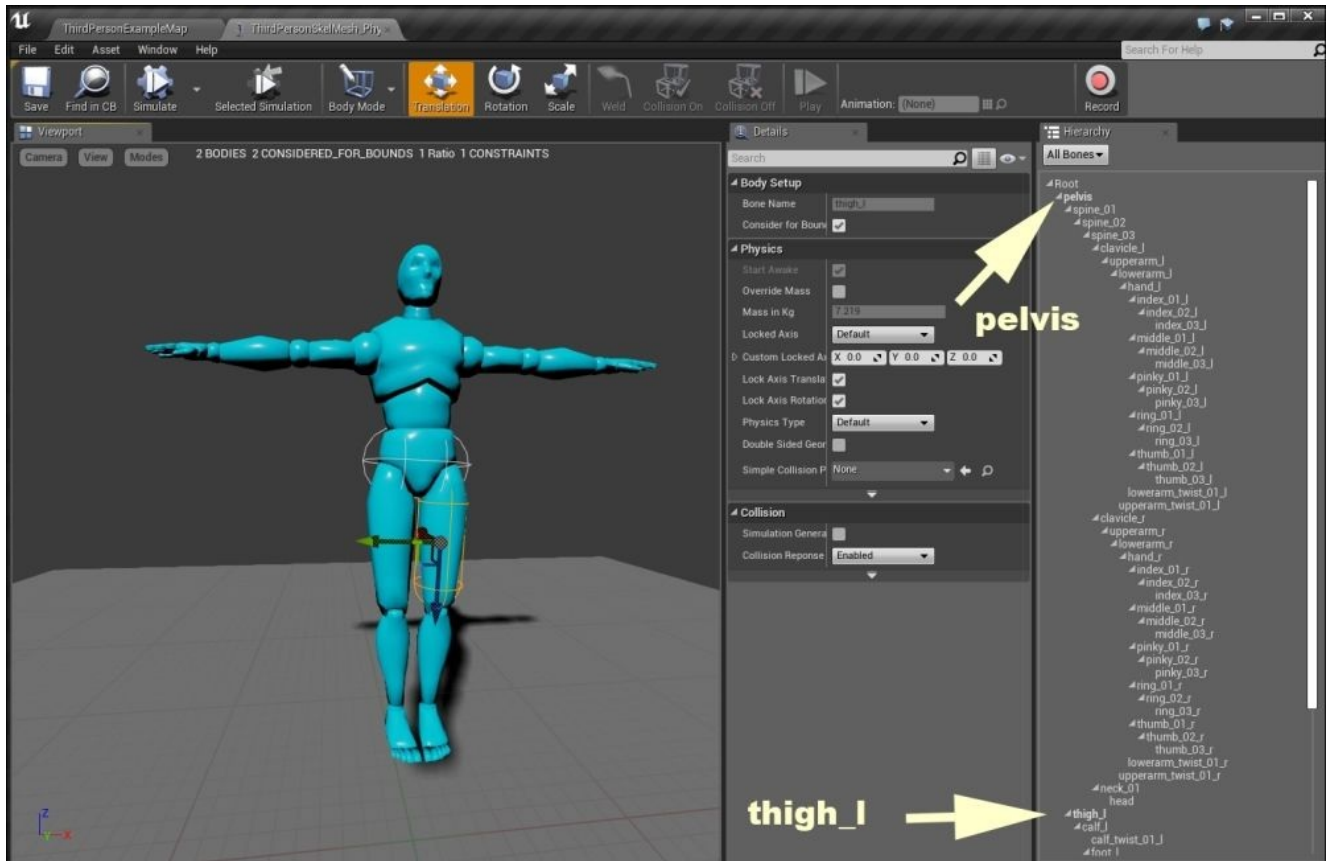 ThirdPersonExampleMap
ThirdPersonSkelMesh_Phy
File Edit Asset Window Help
Search For Help
Save Find in CB Simulate Selected Simulation Body Mode Translation Rotation Scale Weld Collision On Collision Off Play Animation: (None) Record
Viewport
Camera View Modes
2 BODIES 2 CONSIDERED_FOR_BOUNDS 1 Ratio 1 CONSTRAINTS
Z
Y X
Details
Search
Body Setup
Bone Name thigh_l
Consider for Boun
Physics
Start Awake
Override Mass
Mass in Kg 7.219
Locked Axis Default
Custom Locked A X 0.0 Y 0.0 Z 0.0
Lock Axis Transla
Lock Axis Rotation
Physics Type Default
Double Sided Geor
Simple Collision P None
Collision
Simulation Genera
Collision Reponse Enabled
pelvis
thigh_l
Hierarchy
All Bones
Root
pelvis
spine_01
spine_02
spine_03
clavicle_l
upperarm_l
lowerarm_l
hand_l
index_01_l
index_02_l
index_03_l
middle_01_l
middle_02_l
middle_03_l
pinky_01_l
pinky_02_l
pinky_03_l
ring_01_l
ring_02_l
ring_03_l
thumb_01_l
thumb_02_l
thumb_03_l
lowerarm_twist_01_l
upperarm_twist_01_l
clavicle_r
upperarm_r
lowerarm_r
hand_r
index_01_r
index_02_r
index_03_r
middle_01_r
middle_02_r
middle_03_r
pinky_01_r
pinky_02_r
pinky_03_r
ring_01_r
ring_02_r
ring_03_r
thumb_01_r
thumb_02_r
thumb_03_r
lowerarm_twist_01_r
upperarm_twist_01_r
neck_01
head
thigh_l
calf_l
calf_twist_01_l
foot_l